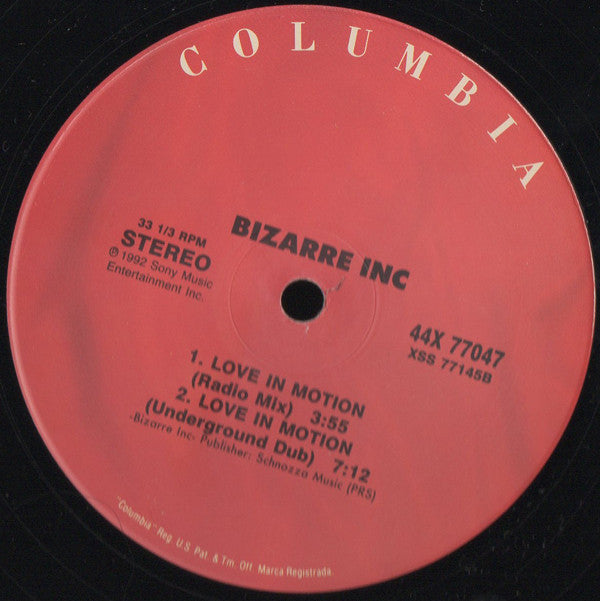 COLUMBIA
BIZARRE INC
33 1/3 RPM
STEREO
℗ 1992 Sony Music
Entertainment Inc.
44X 77047
XSS 77145B
1. LOVE IN MOTION
(Radio Mix) 3:55
2. LOVE IN MOTION
(Underground Dub) 7:12
-Bizarre Inc- Publisher: Schnozza Music (PRS)
"Columbia" Reg. U.S. Pat. & Tm. Off. Marca Registrada.